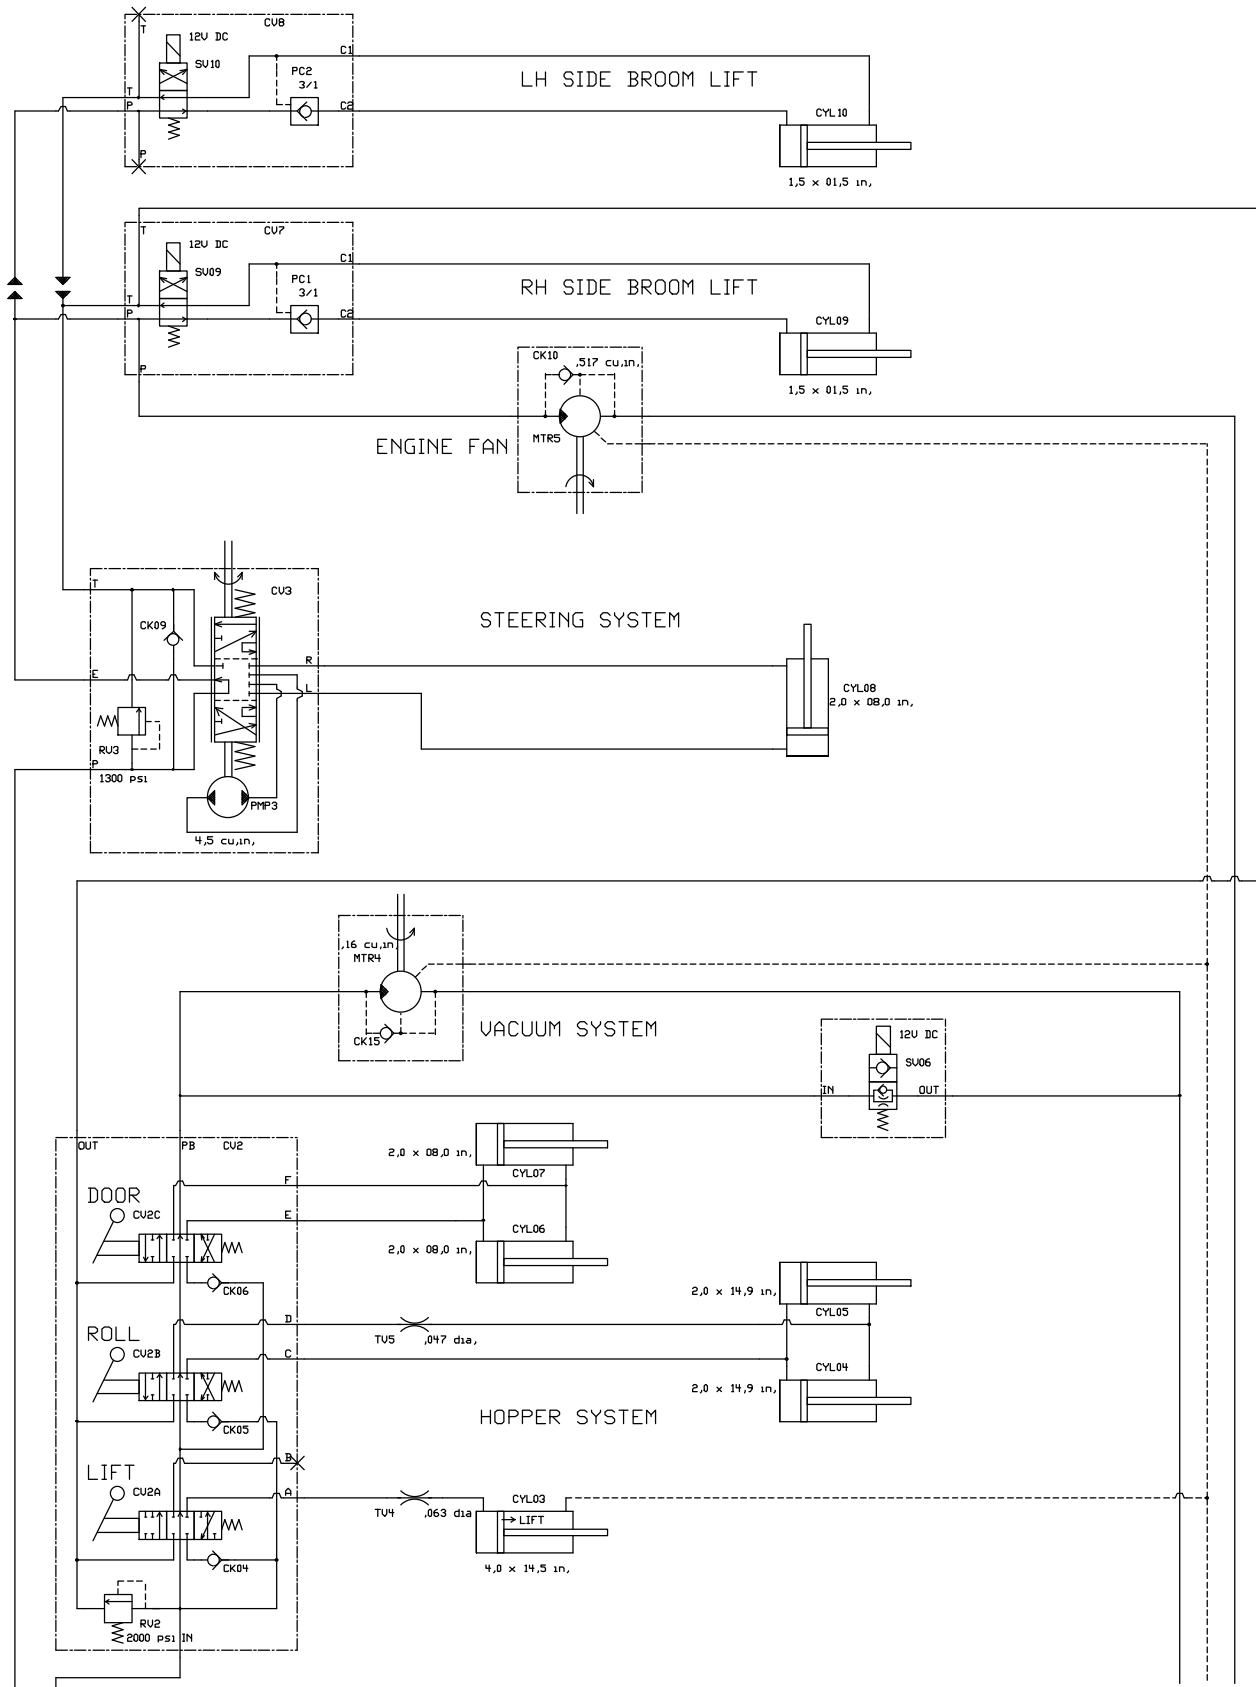 T
CV8
12V DC
SV10
C1
PC2
3/1
LH SIDE BROOM LIFT
T
P
C2
CYL10
P
1,5 x 01,5 in,
T
CV7
12V DC
SV09
C1
PC1
3/1
RH SIDE BROOM LIFT
T
P
C2
CYL09
P
CK10
,517 cu,in,
1,5 x 01,5 in,
MTR5
ENGINE FAN
T
CV3
CK09
STEERING SYSTEM
R
E
L
CYL08
2,0 x 08,0 in,
RV3
P
1300 psi
PMP3
4,5 cu,in,
,16 cu,in,
MTR4
CK15
VACUUM SYSTEM
12V DC
SV06
IN
OUT
OUT
PB
CV2
2,0 x 08,0 in,
CYL07
F
DOOR
CV2C
E
CYL06
2,0 x 08,0 in,
CK06
2,0 x 14,9 in,
CYL05
D
ROLL
TV5
,047 dia,
CV2B
C
CYL04
2,0 x 14,9 in,
HOPPER SYSTEM
CK05
B
LIFT
CV2A
A
CYL03
TV4
,063 dia
LIFT
CK04
4,0 x 14,5 in,
RV2
2000 psi
IN